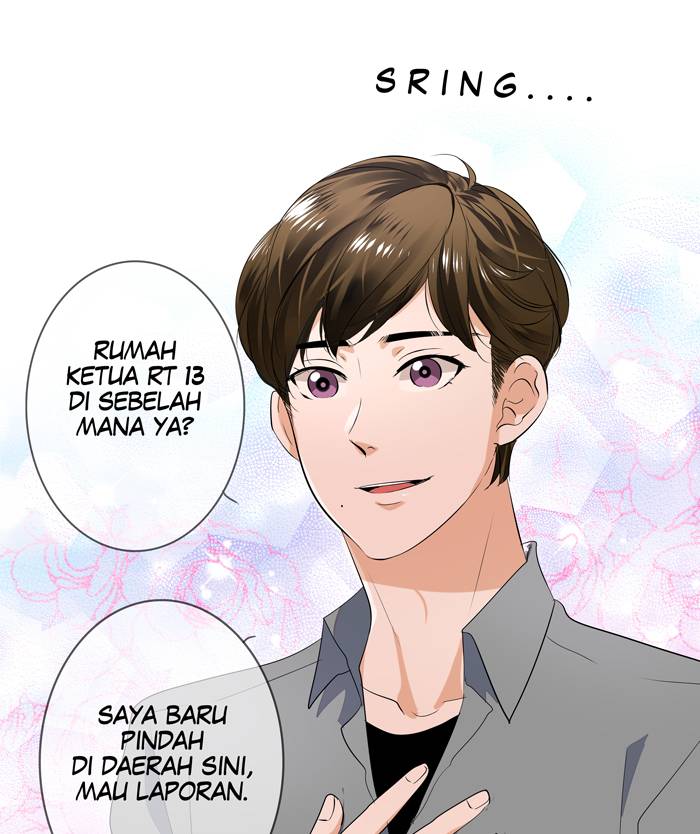 SRING....
RUMAH
KETUA RT 13
DI SEBELAH
MANA YA?
SAYA BARU
PINDAH
DI DAERAH SINI,
MAU LAPORAN.